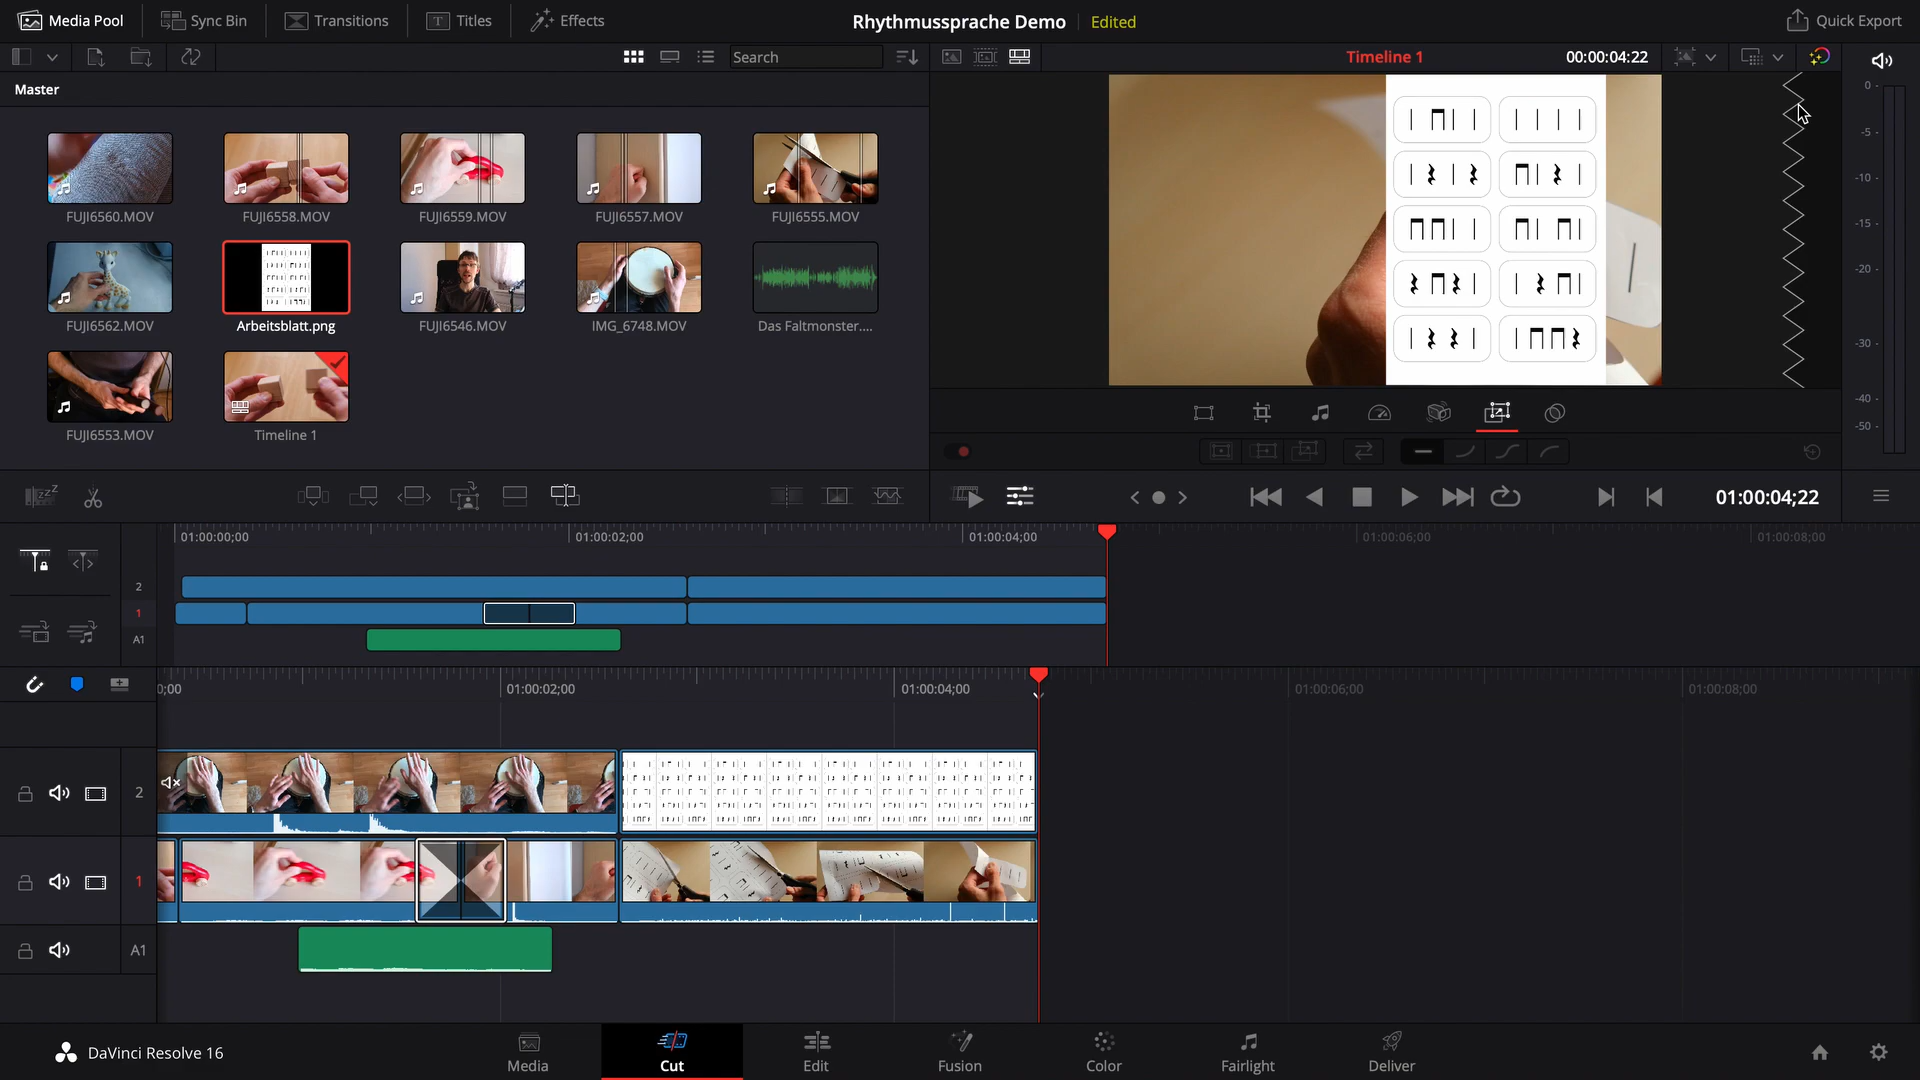 Media Pool
Sync Bin
Transitions
Titles
Effects
Rhythmussprache Demo
Edited
Quick Export
Search
Timeline 1
00:00:04:22
Master
FUJI6560.MOV
FUJI6558.MOV
FUJI6559.MOV
FUJI6557.MOV
FUJI6555.MOV
FUJI6562.MOV
Arbeitsblatt.png
FUJI6546.MOV
IMG_6748.MOV
Das Faltmonster....
FUJI6553.MOV
Timeline 1
0
-5
-10
-15
-20
-30
-40
-50
01:00:04;22
01:00:00;00
01:00:02;00
01:00:04;00
01:00:06;00
01:00:08;00
2
1
A1
0;00
01:00:02;00
01:00:04;00
01:00:06;00
01:00:08;00
2
1
A1
DaVinci Resolve 16
Media
Cut
Edit
Fusion
Color
Fairlight
Deliver